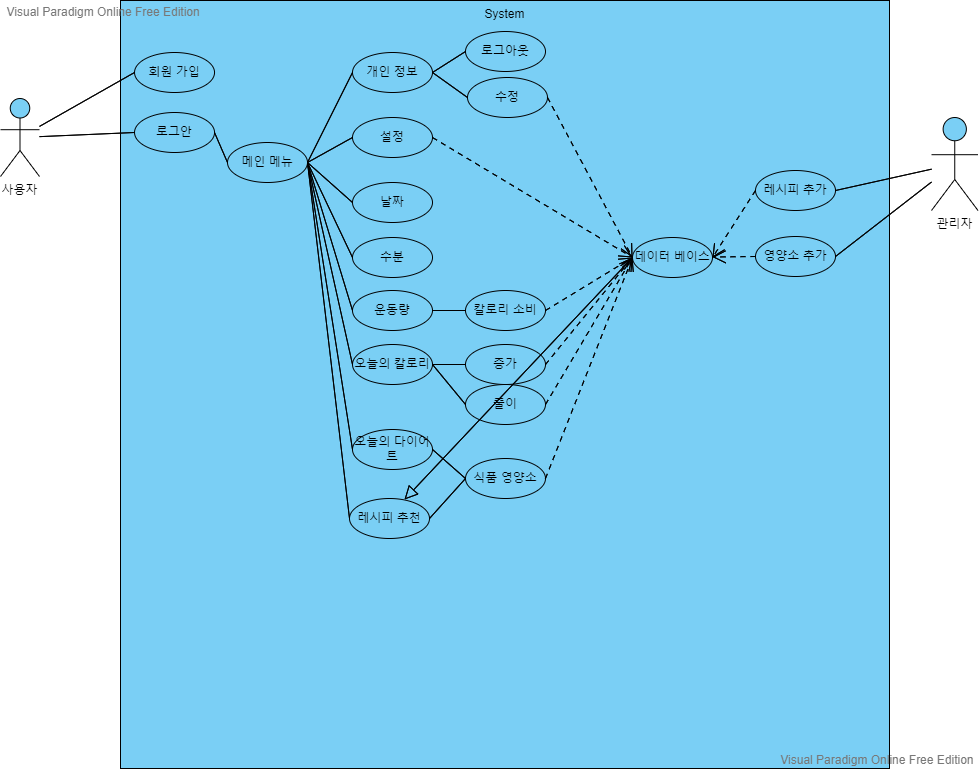 Visual Paradigm Online Free Edition
System
회원 가입
로그안
메인 메뉴
개인 정보
로그아웃
수정
설정
날짜
수분
운동량
칼로리 소비
오늘의 칼로리
증가
줄이
오늘의 다이어
트
식품 영양소
레시피 추천
데이터 베이스
레시피 추가
영양소 추가
사용자
관리자
Visual Paradigm Online Free Edition